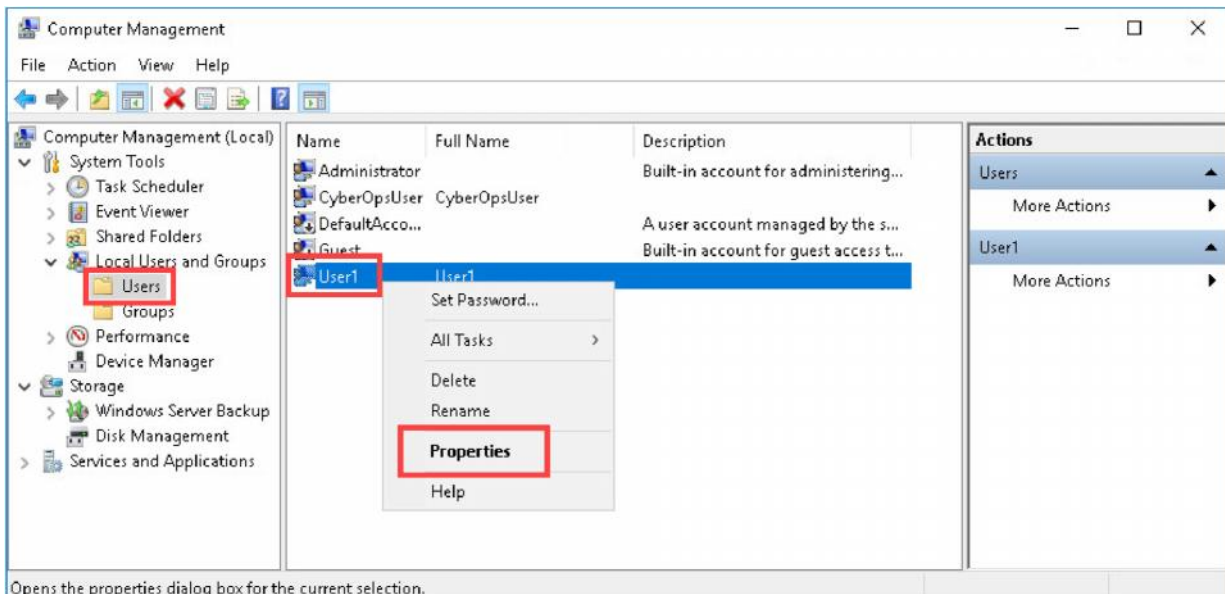 Computer Management
File Action View Help
Computer Management (Local)
System Tools
Task Scheduler
Event Viewer
Shared Folders
Local Users and Groups
Users
Groups
Performance
Device Manager
Storage
Windows Server Backup
Disk Management
Services and Applications
Name Full Name Description
Administrator Built-in account for administering...
CyberOpsUser CyberOpsUser
DefaultAcco... A user account managed by the s...
Guest Built-in account for guest access t...
User1 User1
Set Password...
All Tasks
Delete
Rename
Properties
Help
Actions
Users
More Actions
User1
More Actions
Opens the properties dialog box for the current selection.